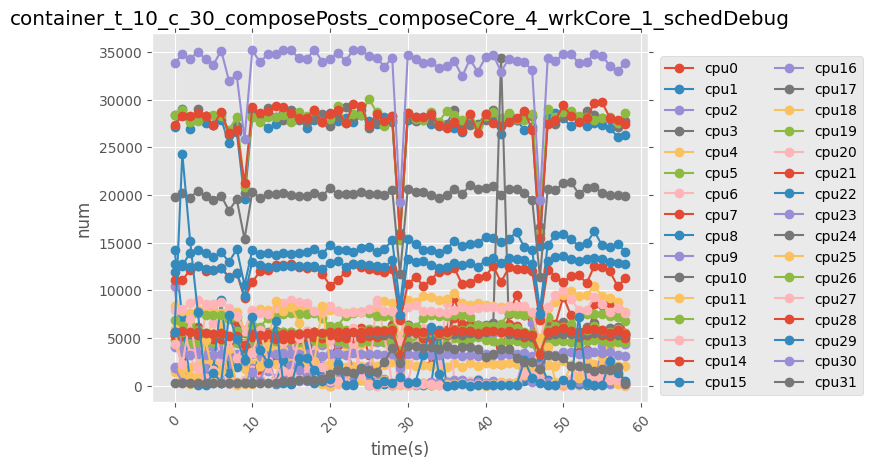 container_t_10_c_30_composePosts_composeCore_4_wrkCore_1_schedDebug
35000
30000
25000
20000
15000
10000
5000
0
num
0
10
20
30
40
50
60
time(s)
cpu0
cpu1
cpu2
cpu3
cpu4
cpu5
cpu6
cpu7
cpu8
cpu9
cpu10
cpu11
cpu12
cpu13
cpu14
cpu15
cpu16
cpu17
cpu18
cpu19
cpu20
cpu21
cpu22
cpu23
cpu24
cpu25
cpu26
cpu27
cpu28
cpu29
cpu30
cpu31